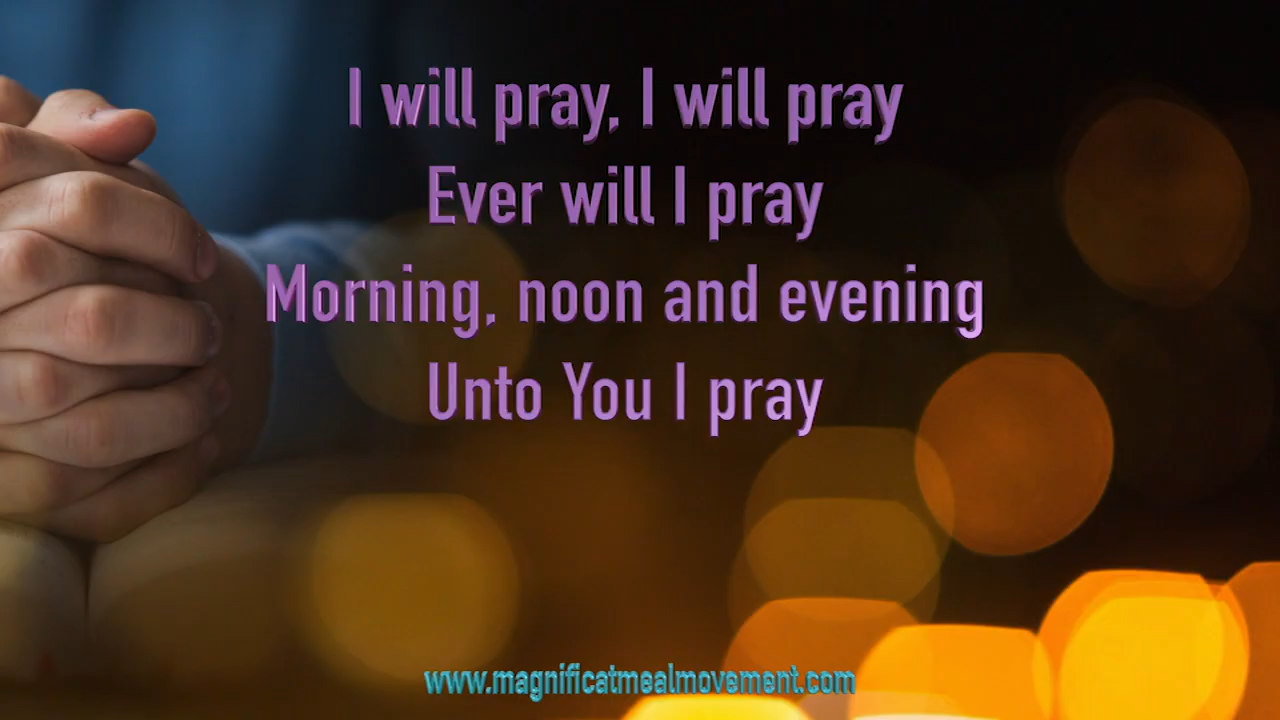 I will pray, I will pray
Ever will I pray
Morning, noon and evening
Unto You I pray
www.magnificatmealmovement.com